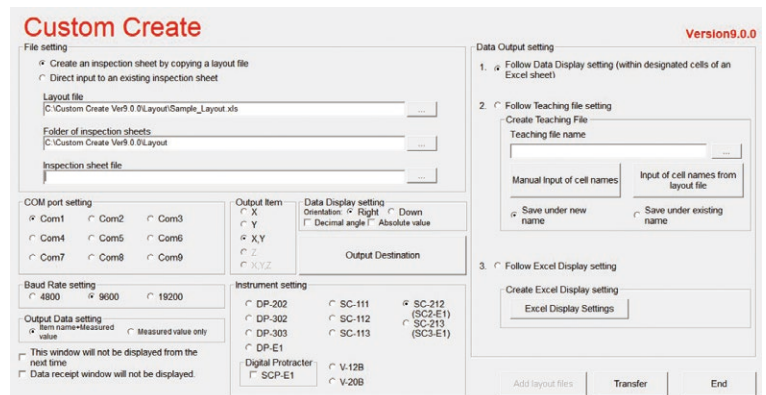 Custom Create
Version9.0.0
File setting
Create an inspection sheet by copying a layout file
Direct input to an existing inspection sheet
Layout file
C:\Custom Create Ver9.0.0\Layout\Sample_Layout.xls
...
Folder of inspection sheets
C:\Custom Create Ver9.0.0\Layout
...
Inspection sheet file
...
COM port setting
Com1 Com2 Com3
Com4 Com5 Com6
Com7 Com8 Com9
Output Item
X
Y
X,Y
Z
X,Y,Z
Data Display setting
Orientation: Right Down
Decimal angle Absolute value
Output Destination
Baud Rate setting
4800 9600 19200
Output Data setting
Item name+Measured
value
Measured value only
This window will not be displayed from the
next time
Data receipt window will not be displayed.
Instrument setting
DP-202 SC-111 SC-212
(SC2-E1)
DP-302 SC-112 SC-213
(SC3-E1)
DP-303 SC-113
DP-E1
Digital Protracter
SCP-E1
V-12B
V-20B
Data Output setting
1. Follow Data Display setting (within designated cells of an
Excel sheet)
2. Follow Teaching file setting
Create Teaching File
Teaching file name
...
Manual Input of cell names
Input of cell names from
layout file
Save under new
name
Save under existing
name
3. Follow Excel Display setting
Create Excel Display setting
Excel Display Settings
Add layout files
Transfer
End